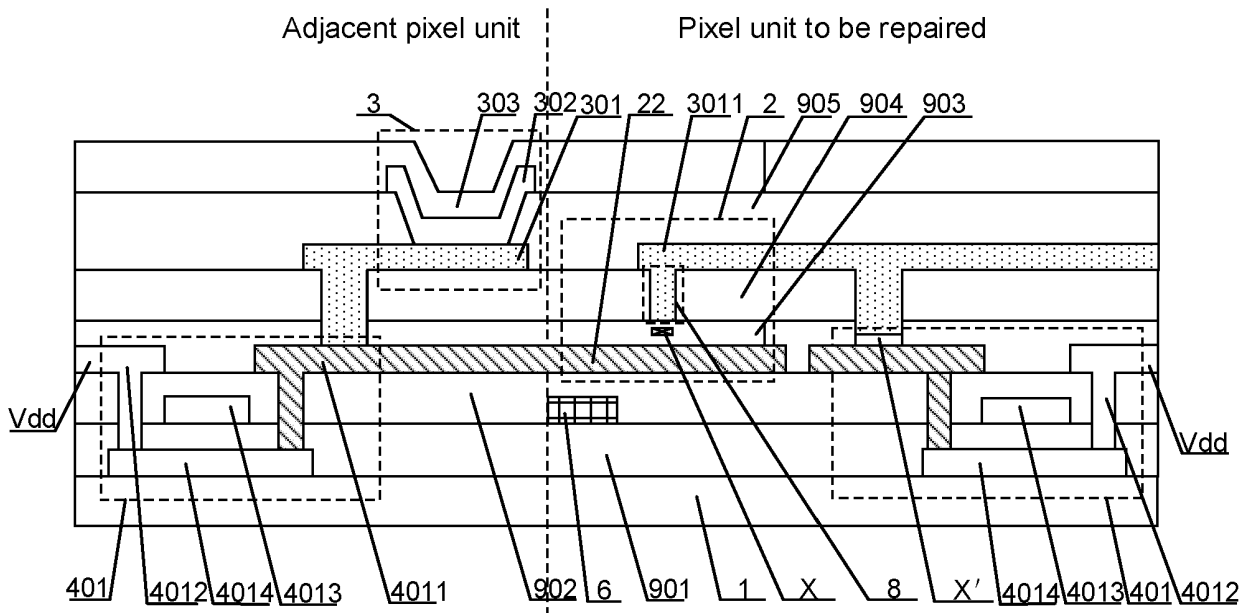 Adjacent pixel unit Pixel unit to be repaired
3 303 302 301 22 3011 2 905 904 903
Vdd Vdd
401 4012 4014 4013 4011 902 6 901 1 X 8 X′ 4014 4013 401 4012